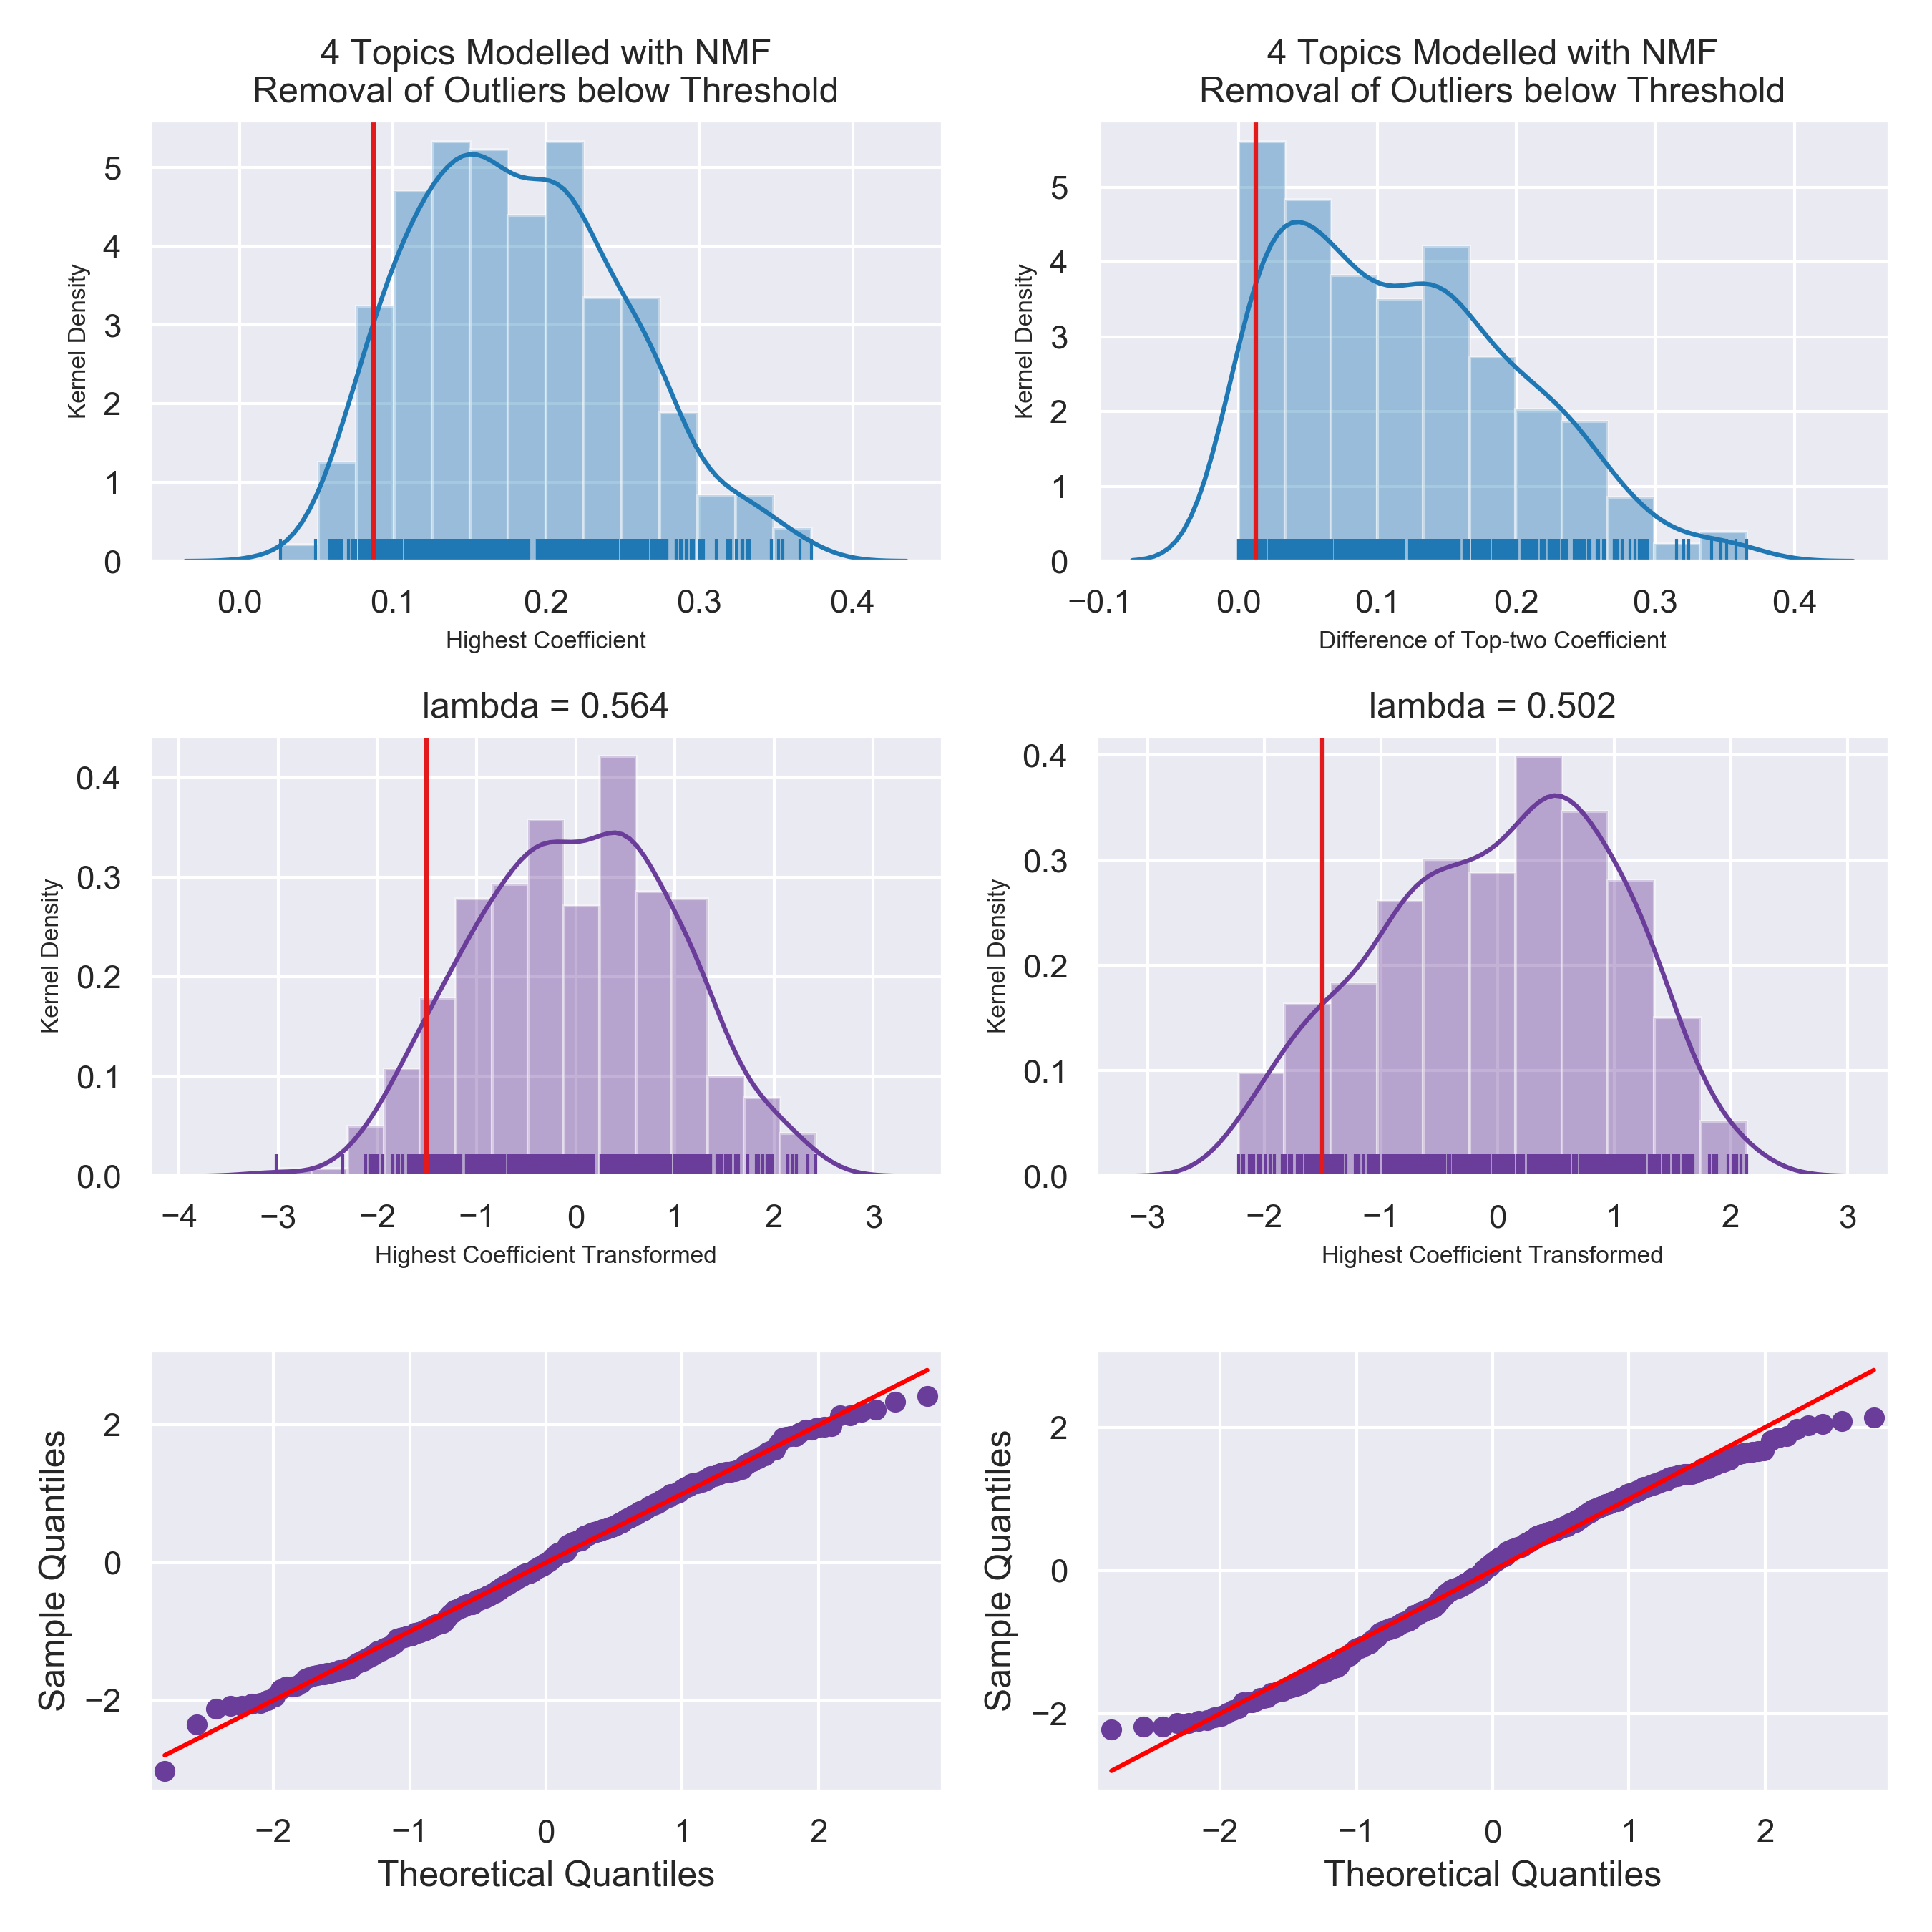 4 Topics Modelled with NMF
Removal of Outliers below Threshold
Kernel Density
5
4
3
2
1
0
0.0 0.1 0.2 0.3 0.4
Highest Coefficient
4 Topics Modelled with NMF
Removal of Outliers below Threshold
Kernel Density
5
4
3
2
1
0
−0.1 0.0 0.1 0.2 0.3 0.4
Difference of Top-two Coefficient
lambda = 0.564
Kernel Density
0.4
0.3
0.2
0.1
0.0
−4 −3 −2 −1 0 1 2 3
Highest Coefficient Transformed
lambda = 0.502
Kernel Density
0.4
0.3
0.2
0.1
0.0
−3 −2 −1 0 1 2 3
Highest Coefficient Transformed
Sample Quantiles
2
0
−2
−2 −1 0 1 2
Theoretical Quantiles
Sample Quantiles
2
0
−2
−2 −1 0 1 2
Theoretical Quantiles